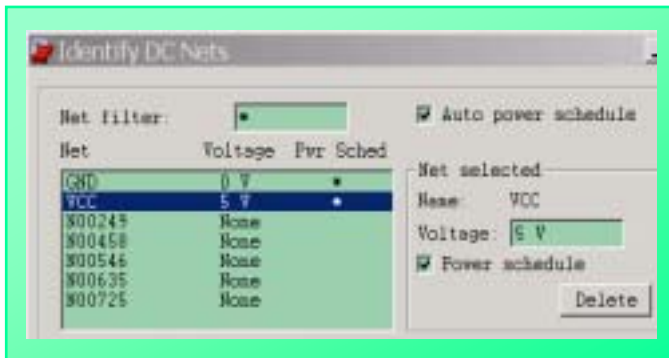 Identify DC Nets
Net filter: *
Auto power schedule
Net Voltage Pwr Sched
GND 0 V *
VCC 5 V *
N00249 None
N00458 None
N00546 None
N00635 None
N00725 None
Net selected
Name: VCC
Voltage: 5 V
Power schedule
Delete